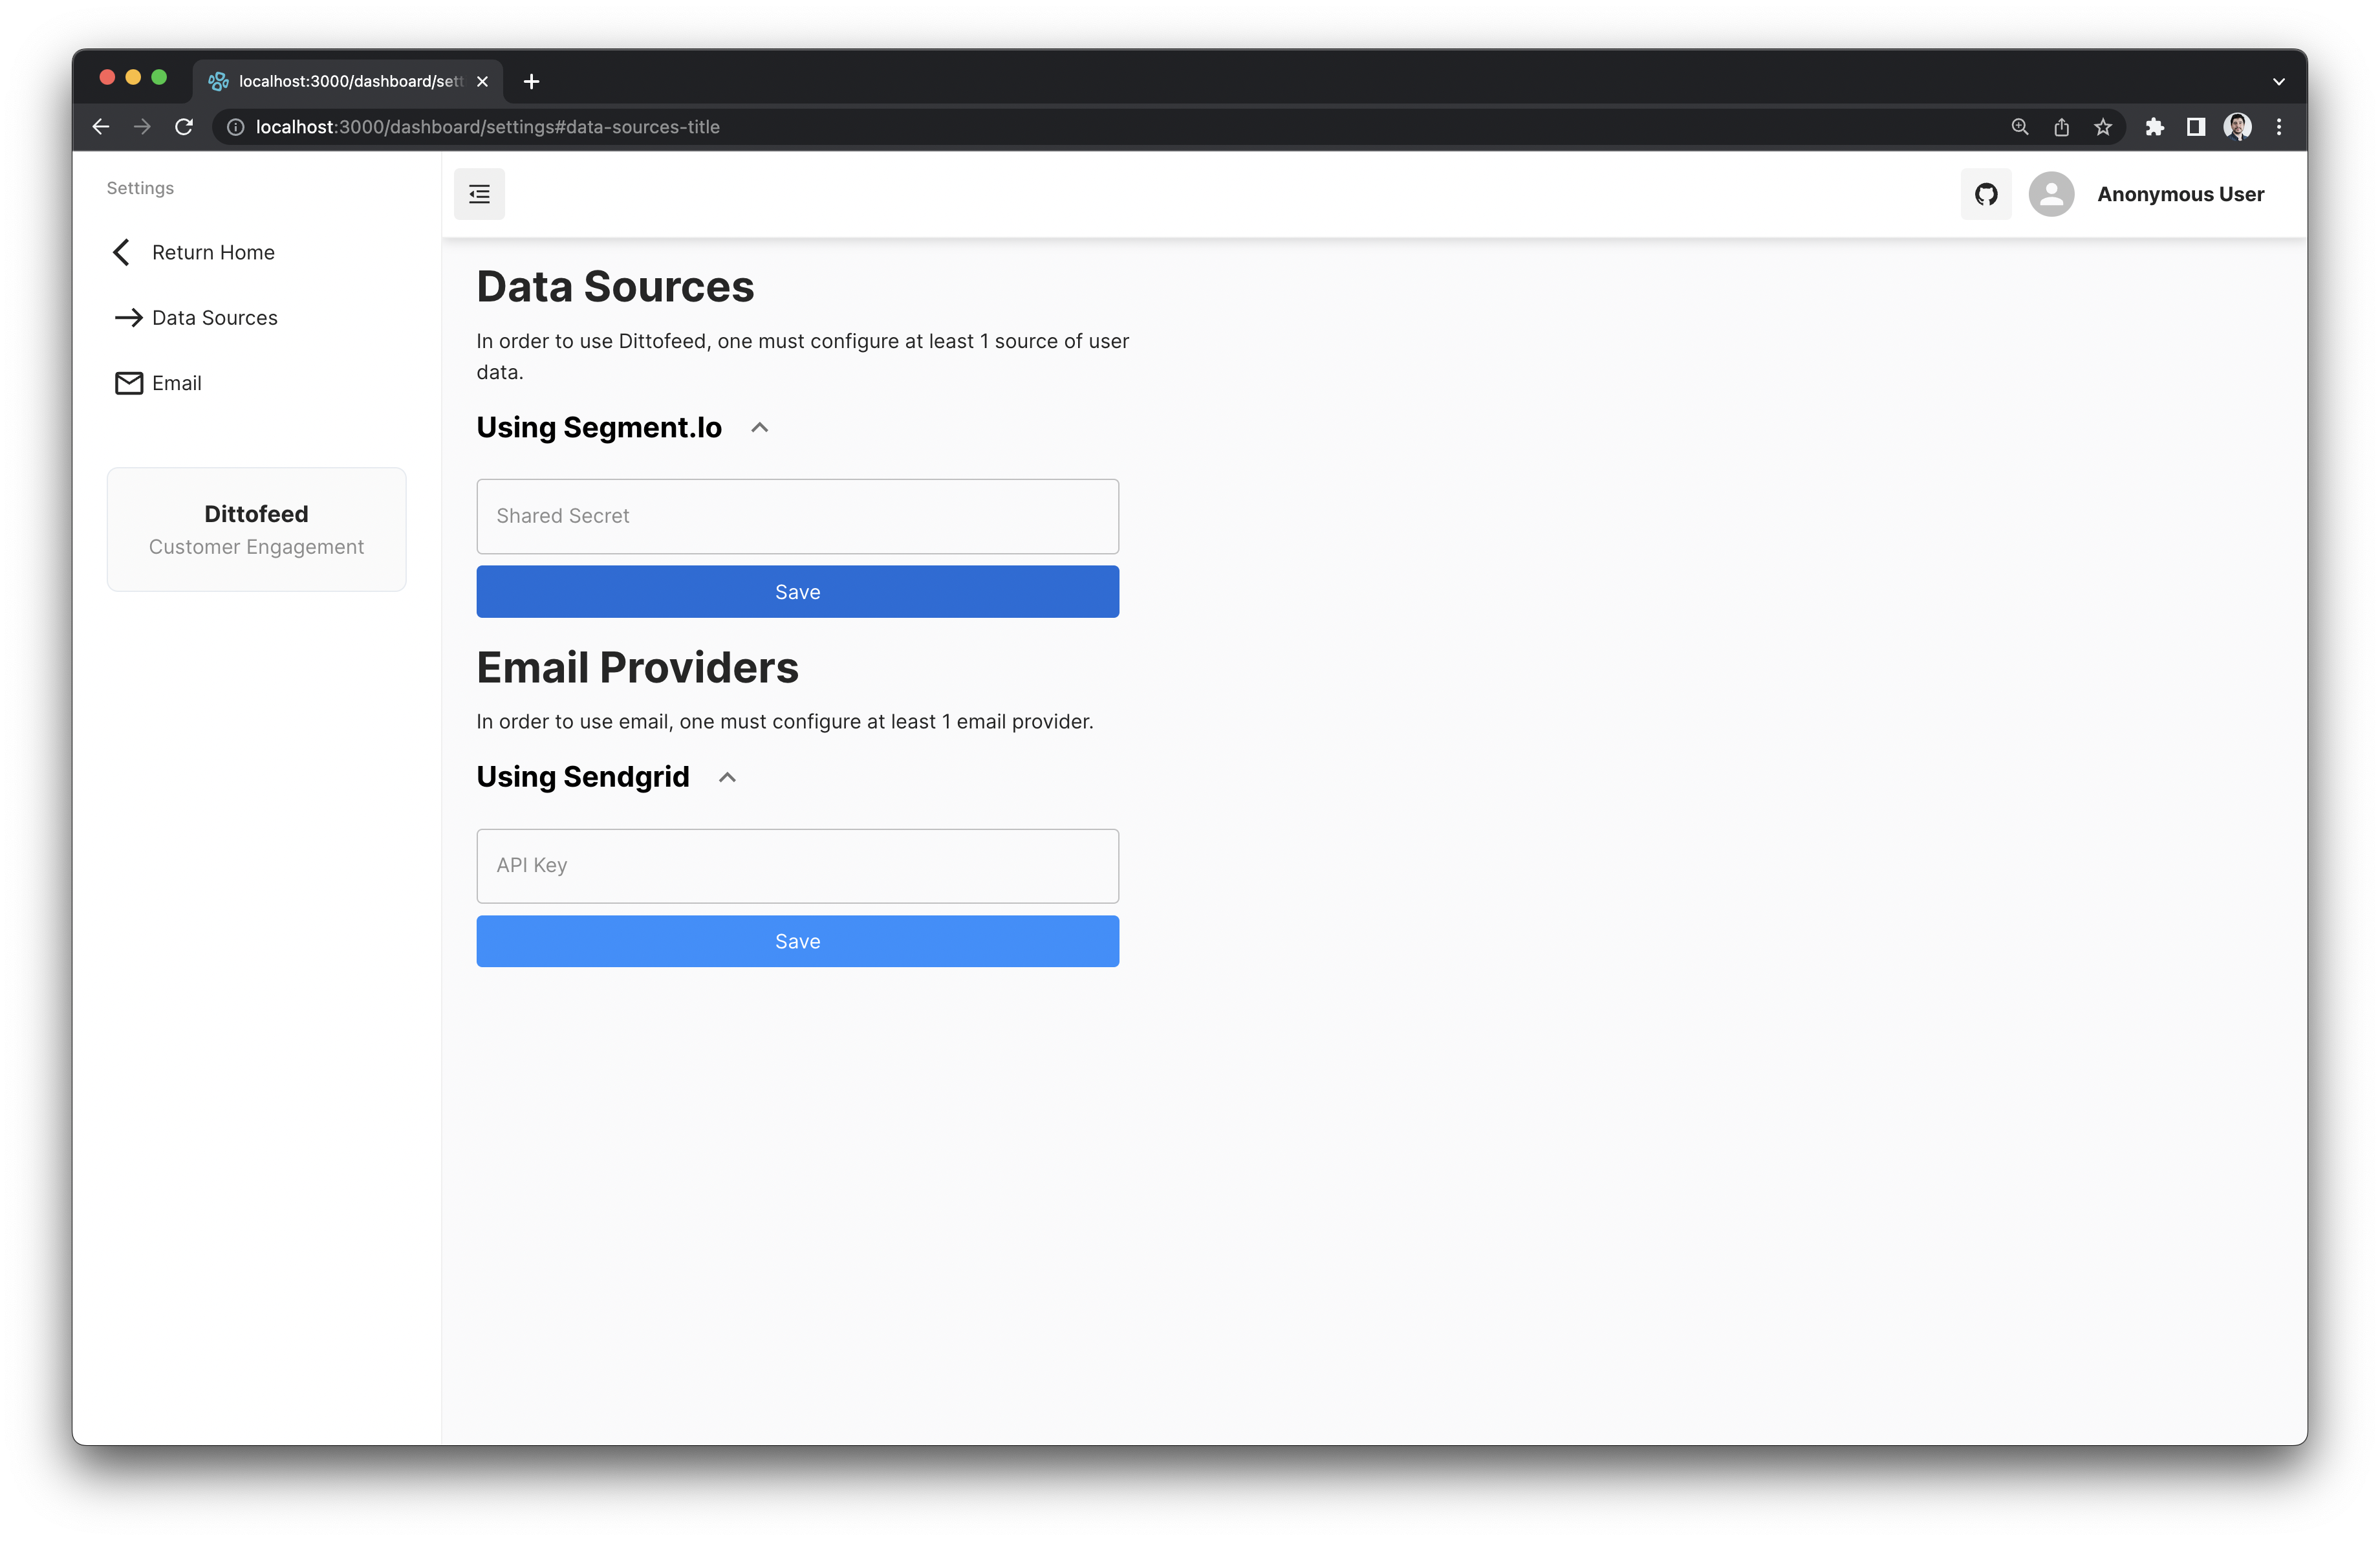 localhost:3000/dashboard/sett
localhost:3000/dashboard/settings#data-sources-title
Settings
Return Home
Data Sources
Email
Dittofeed
Customer Engagement
Anonymous User
Data Sources
In order to use Dittofeed, one must configure at least 1 source of user
data.
Using Segment.Io
Shared Secret
Save
Email Providers
In order to use email, one must configure at least 1 email provider.
Using Sendgrid
API Key
Save